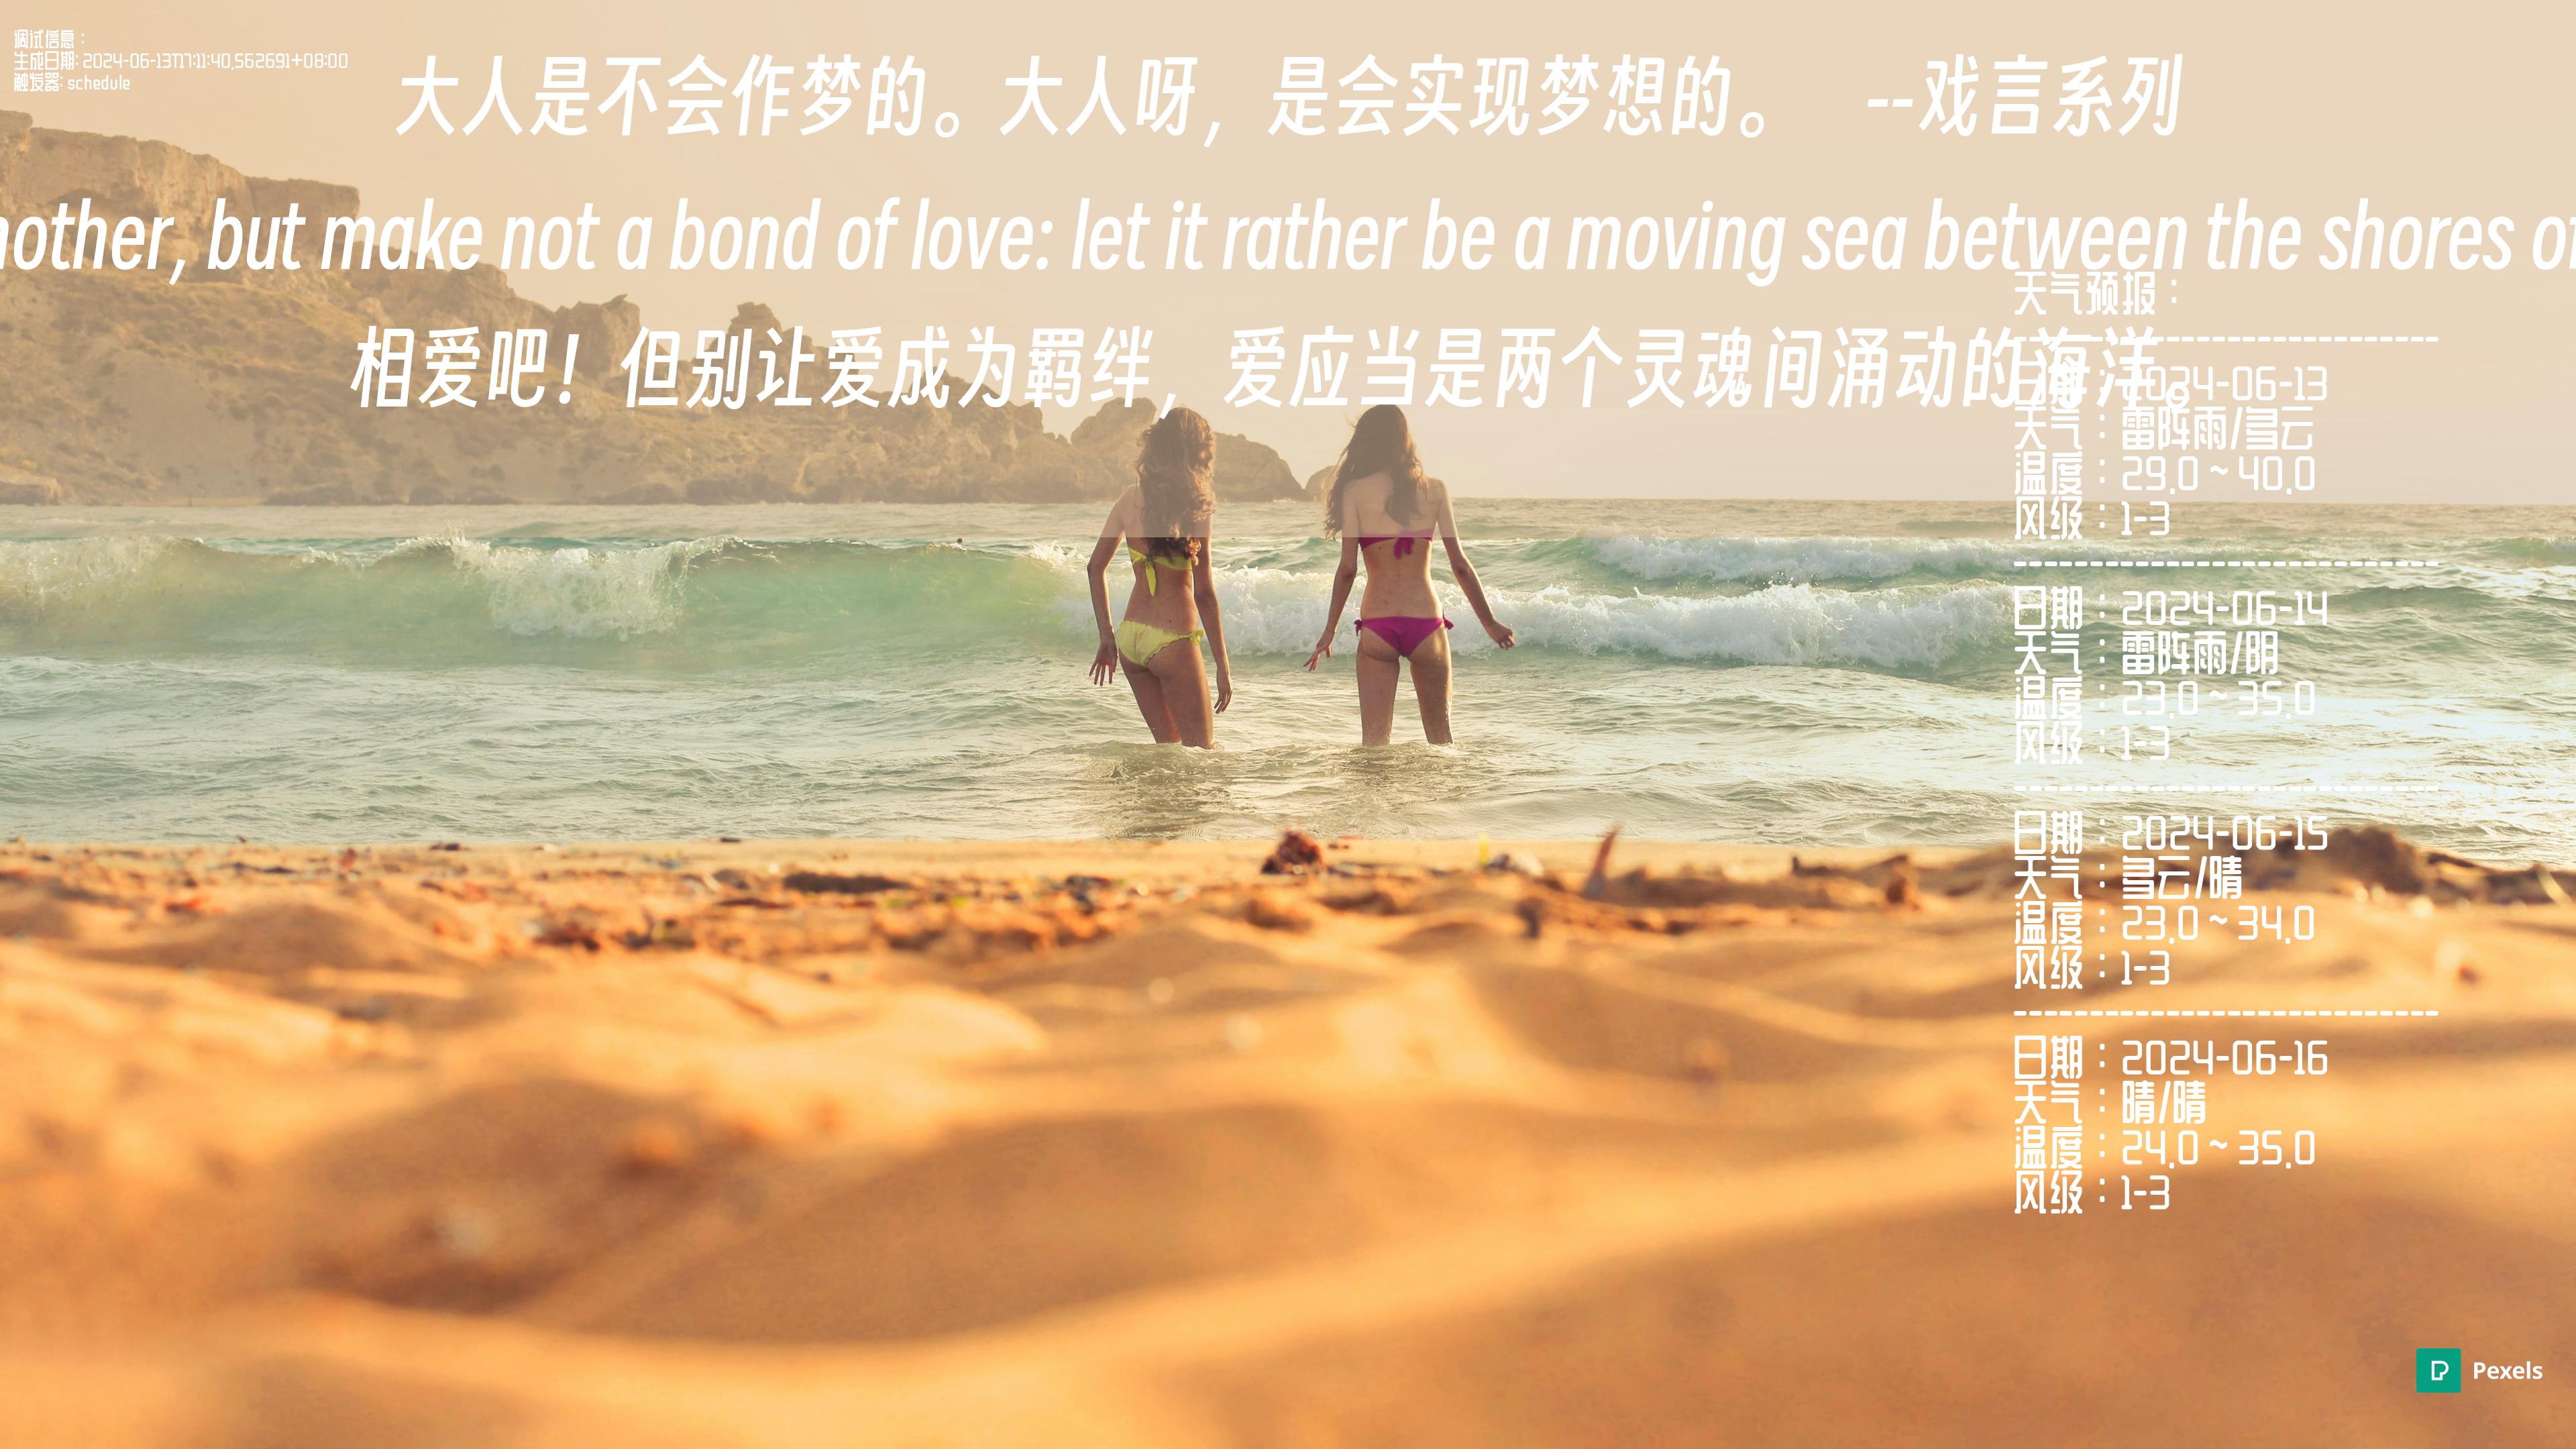 调试信息：
生成日期: 2024-06-13T17:11:40.562691+08:00
触发器: schedule
大人是不会作梦的。大人呀，是会实现梦想的。 --戏言系列
other, but make not a bond of love: let it rather be a moving sea between the shores of
相爱吧！但别让爱成为羁绊，爱应当是两个灵魂间涌动的海洋。
天气预报：
----------------------------
日期：2024-06-13
天气：雷阵雨/多云
温度：29.0 ~ 40.0
风级：1-3
----------------------------
日期：2024-06-14
天气：雷阵雨/阴
温度：23.0 ~ 35.0
风级：1-3
----------------------------
日期：2024-06-15
天气：多云/晴
温度：23.0 ~ 34.0
风级：1-3
----------------------------
日期：2024-06-16
天气：晴/晴
温度：24.0 ~ 35.0
风级：1-3
Pexels